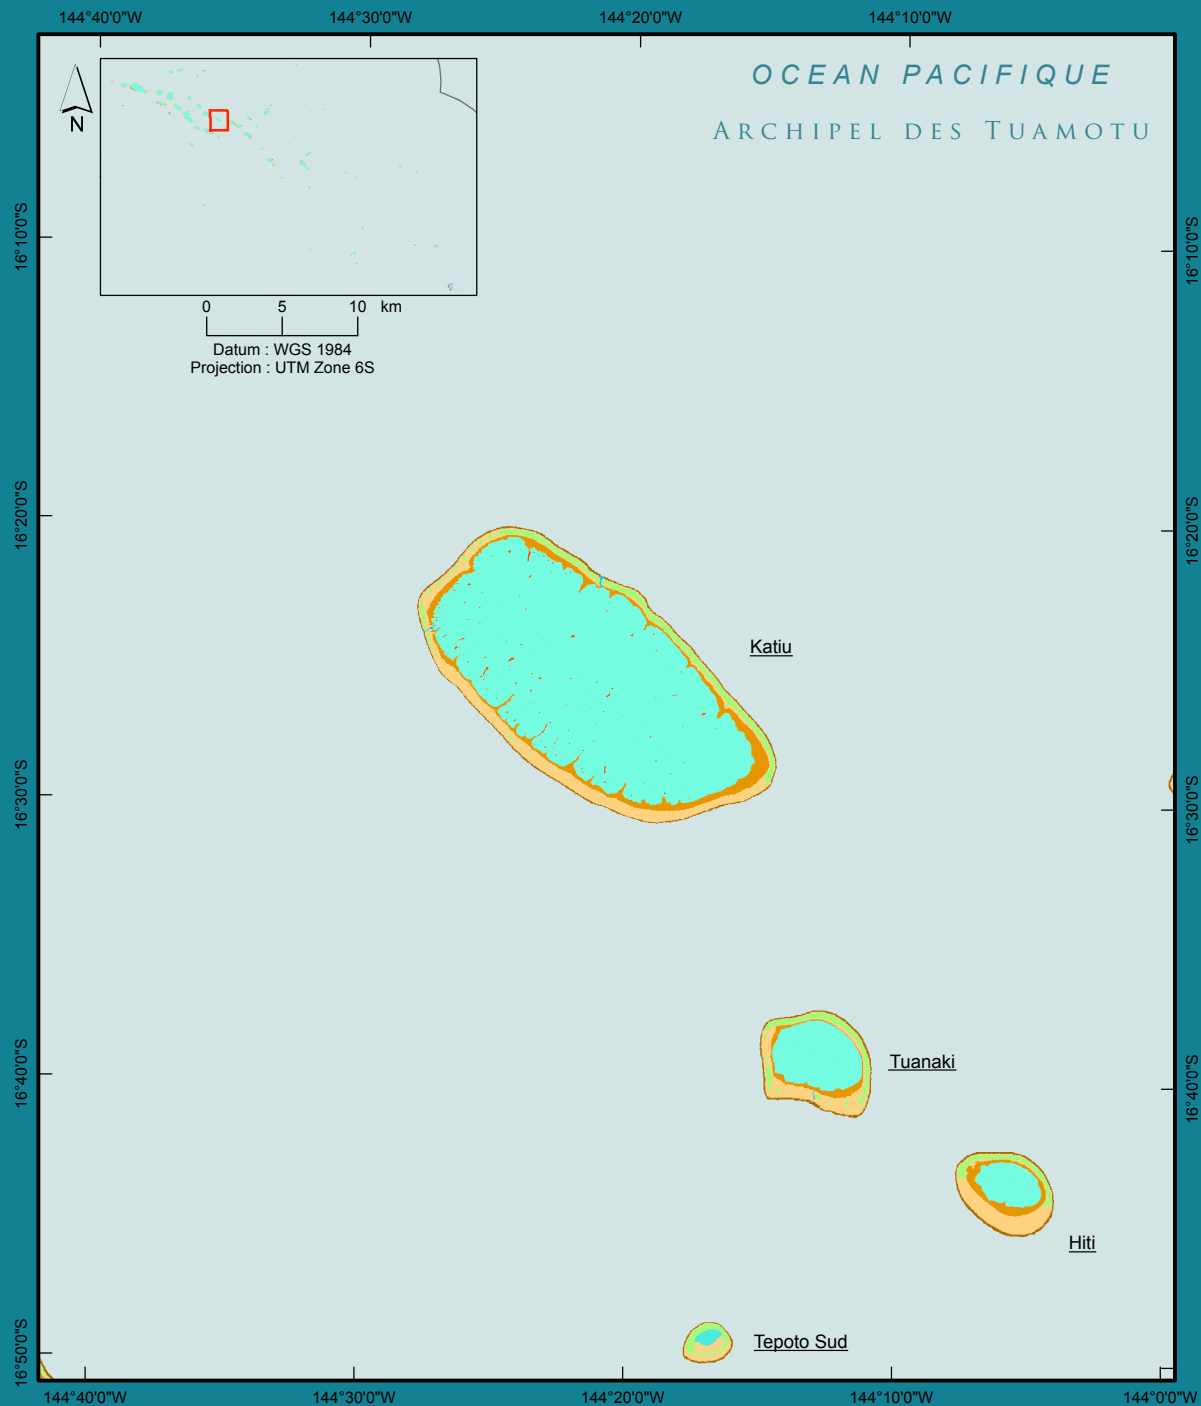 144°40'0"W
144°30'0"W
144°20'0"W
144°10'0"W
OCEAN PACIFIQUE
ARCHIPEL DES TUAMOTU
N
16°10'0"S
16°10'0"S
0 5 10 km
Datum : WGS 1984
Projection : UTM Zone 6S
16°20'0"S
16°20'0"S
Katiu
16°30'0"S
16°30'0"S
Tuanaki
16°40'0"S
16°40'0"S
Hiti
Tepoto Sud
16°50'0"S
144°40'0"W
144°30'0"W
144°20'0"W
144°10'0"W
144°0'0"W